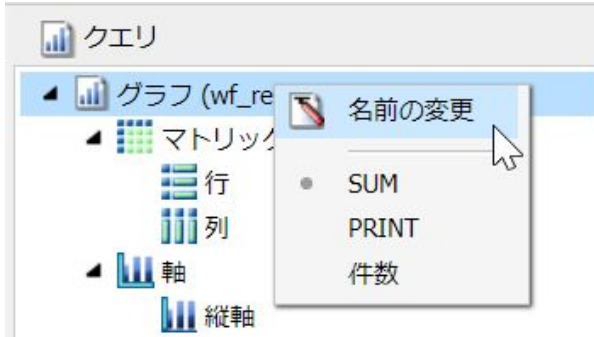 クエリ
グラフ (wf_re
マトリック
行
列
軸
縦軸
名前の変更
SUM
PRINT
件数